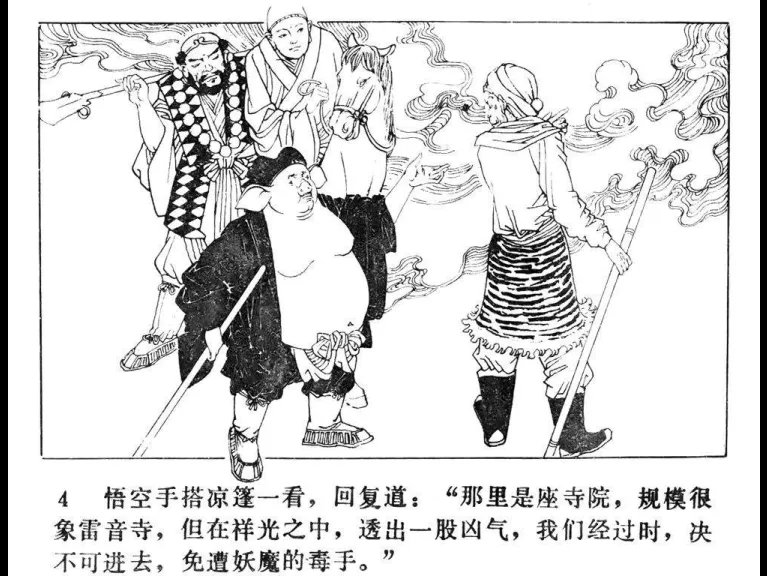 4 悟空手搭凉篷一看，回复道：“那里是座寺院，规模很
象雷音寺，但在祥光之中，透出一股凶气，我们经过时，决
不可进去，免遭妖魔的毒手。”